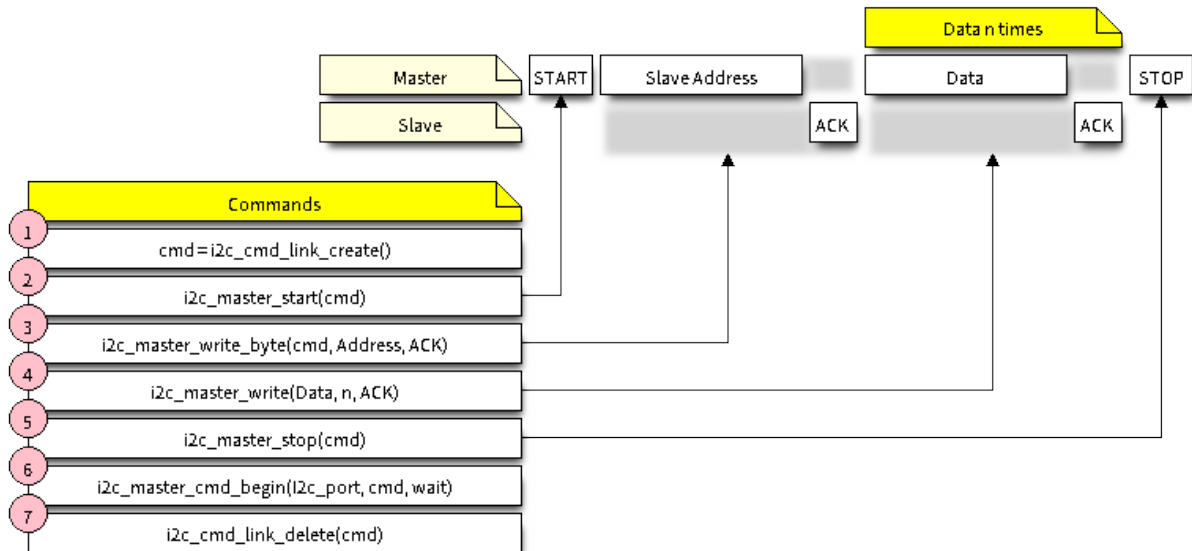 Data n times
Master
START
Slave Address
Data
STOP
Slave
ACK
ACK
Commands
1
cmd=i2c_cmd_link_create()
2
i2c_master_start(cmd)
3
i2c_master_write_byte(cmd, Address, ACK)
4
i2c_master_write(Data, n, ACK)
5
i2c_master_stop(cmd)
6
i2c_master_cmd_begin(I2c_port, cmd, wait)
7
i2c_cmd_link_delete(cmd)